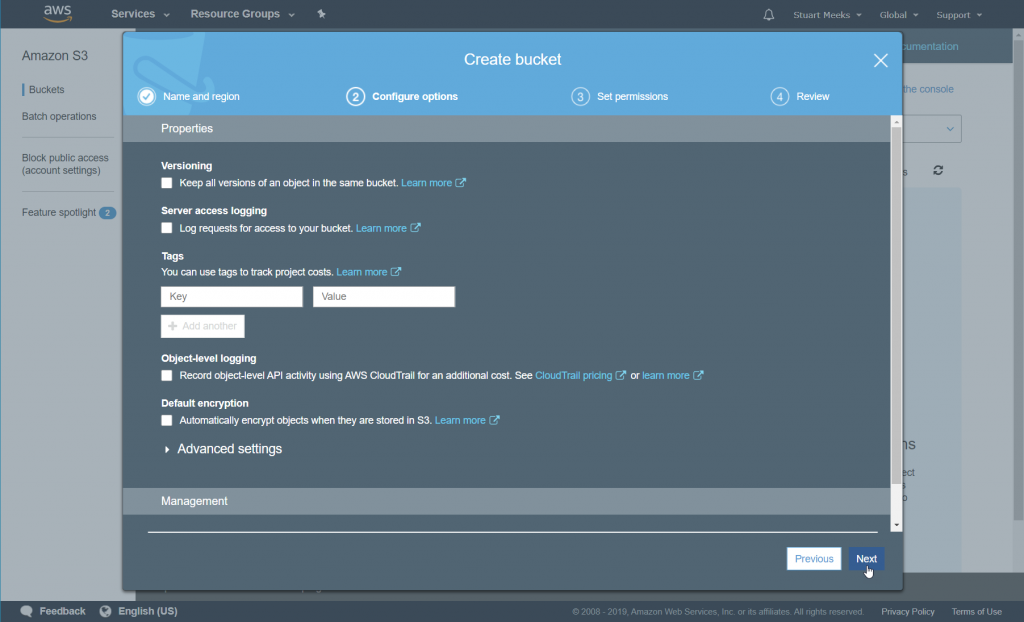 aws
Services
Resource Groups
Stuart Meeks
Global
Support
Amazon S3
Buckets
Batch operations
Block public access
(account settings)
Feature spotlight 2
the console
Create bucket
Name and region
2 Configure options
3 Set permissions
4 Review
Properties
Versioning
Keep all versions of an object in the same bucket. Learn more
Server access logging
Log requests for access to your bucket. Learn more
Tags
You can use tags to track project costs. Learn more
Key
Value
Add another
Object-level logging
Record object-level API activity using AWS CloudTrail for an additional cost. See CloudTrail pricing or learn more
Default encryption
Automatically encrypt objects when they are stored in S3. Learn more
Advanced settings
Management
Previous
Next
Feedback
English (US)
© 2008 - 2019, Amazon Web Services, Inc. or its affiliates. All rights reserved.
Privacy Policy
Terms of Use